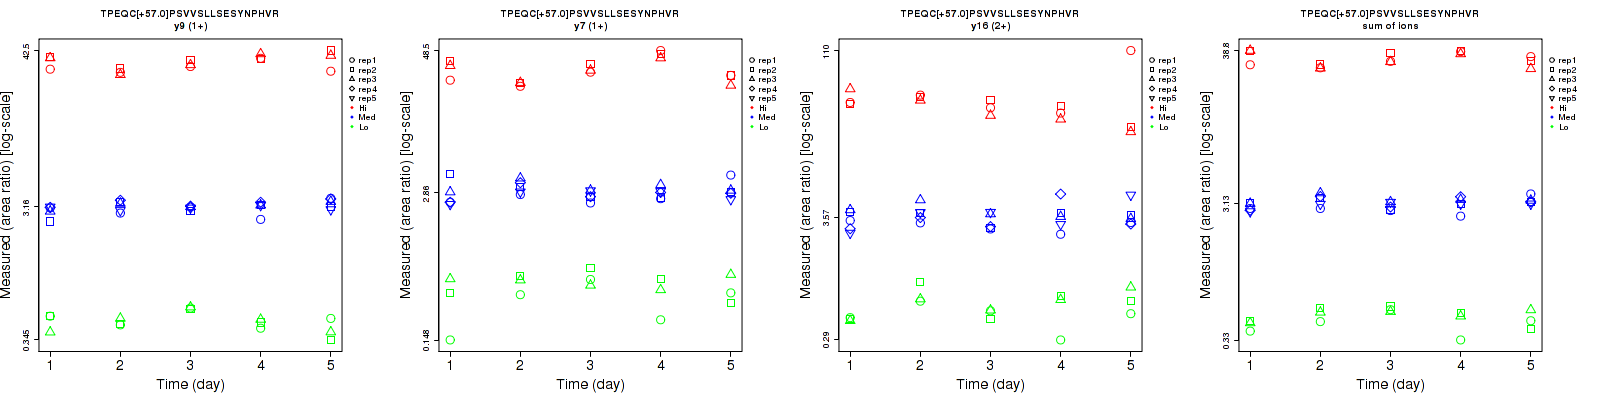 TPEQC[+57.0]PSVVSLLSESYNPHVR
y9 (1+)
Measured (area ratio) [log-scale]
42.5
3.16
0.345
1 2 3 4 5
Time (day)
rep1
rep2
rep3
rep4
rep5
Hi
Med
Lo
TPEQC[+57.0]PSVVSLLSESYNPHVR
y7 (1+)
Measured (area ratio) [log-scale]
48.5
2.86
0.148
1 2 3 4 5
Time (day)
rep1
rep2
rep3
rep4
rep5
Hi
Med
Lo
TPEQC[+57.0]PSVVSLLSESYNPHVR
y16 (2+)
Measured (area ratio) [log-scale]
110
3.57
0.29
1 2 3 4 5
Time (day)
rep1
rep2
rep3
rep4
rep5
Hi
Med
Lo
TPEQC[+57.0]PSVVSLLSESYNPHVR
sum of ions
Measured (area ratio) [log-scale]
38.8
3.13
0.33
1 2 3 4 5
Time (day)
rep1
rep2
rep3
rep4
rep5
Hi
Med
Lo